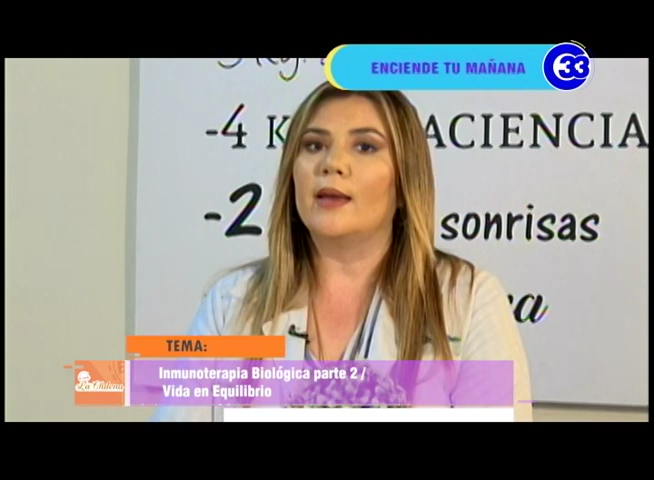 ENCIENDE TU MAÑANA
33
-4 K ACIENCIA
-2 sonrisas
TEMA:
Inmunoterapia Biológica parte 2 /
Vida en Equilibrio